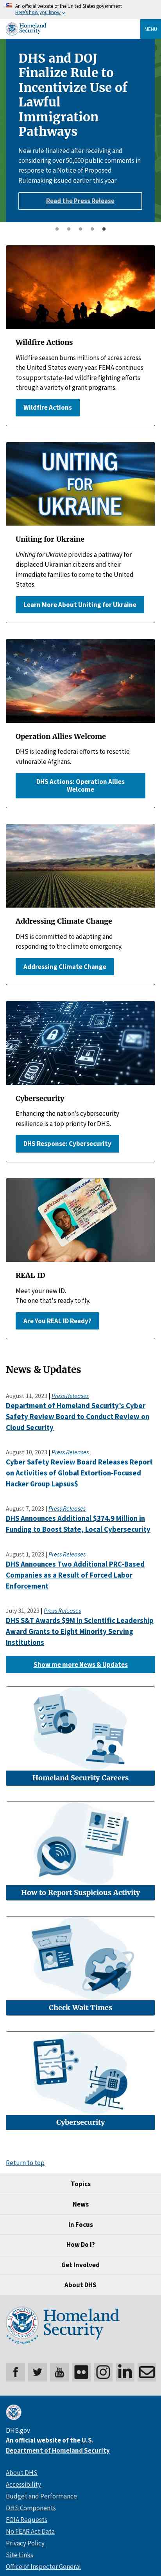 An official website of the United States government
Here's how you know
Homeland
Security
MENU
DHS and DOJ
Finalize Rule to
Incentivize Use of
Lawful
Immigration
Pathways
New rule finalized after receiving and
considering over 50,000 public comments in
response to a Notice of Proposed
Rulemaking issued earlier this year
Read the Press Release
Wildfire Actions
Wildfire season burns millions of acres across
the United States every year. FEMA continues
to support state-led wildfire fighting efforts
through a variety of grant programs.
Wildfire Actions
UNITING
FOR
UKRAINE
Uniting for Ukraine
Uniting for Ukraine provides a pathway for
displaced Ukrainian citizens and their
immediate families to come to the United
States.
Learn More About Uniting for Ukraine
Operation Allies Welcome
DHS is leading federal efforts to resettle
vulnerable Afghans.
DHS Actions: Operation Allies
Welcome
Addressing Climate Change
DHS is committed to adapting and
responding to the climate emergency.
Addressing Climate Change
Cybersecurity
Enhancing the nation’s cybersecurity
resilience is a top priority for DHS.
DHS Response: Cybersecurity
REAL ID
Meet your new ID.
The one that's ready to fly.
Are You REAL ID Ready?
News & Updates
August 11, 2023 | Press Releases
Department of Homeland Security’s Cyber
Safety Review Board to Conduct Review on
Cloud Security
August 10, 2023 | Press Releases
Cyber Safety Review Board Releases Report
on Activities of Global Extortion-Focused
Hacker Group Lapsus$
August 7, 2023 | Press Releases
DHS Announces Additional $374.9 Million in
Funding to Boost State, Local Cybersecurity
August 1, 2023 | Press Releases
DHS Announces Two Additional PRC-Based
Companies as a Result of Forced Labor
Enforcement
July 31, 2023 | Press Releases
DHS S&T Awards $9M in Scientific Leadership
Award Grants to Eight Minority Serving
Institutions
Show me more News & Updates
Homeland Security Careers
How to Report Suspicious Activity
Check Wait Times
Cybersecurity
Return to top
Topics
News
In Focus
How Do I?
Get Involved
About DHS
Homeland
Security
DHS.gov
An official website of the U.S.
Department of Homeland Security
About DHS
Accessibility
Budget and Performance
DHS Components
FOIA Requests
No FEAR Act Data
Privacy Policy
Site Links
Office of Inspector General